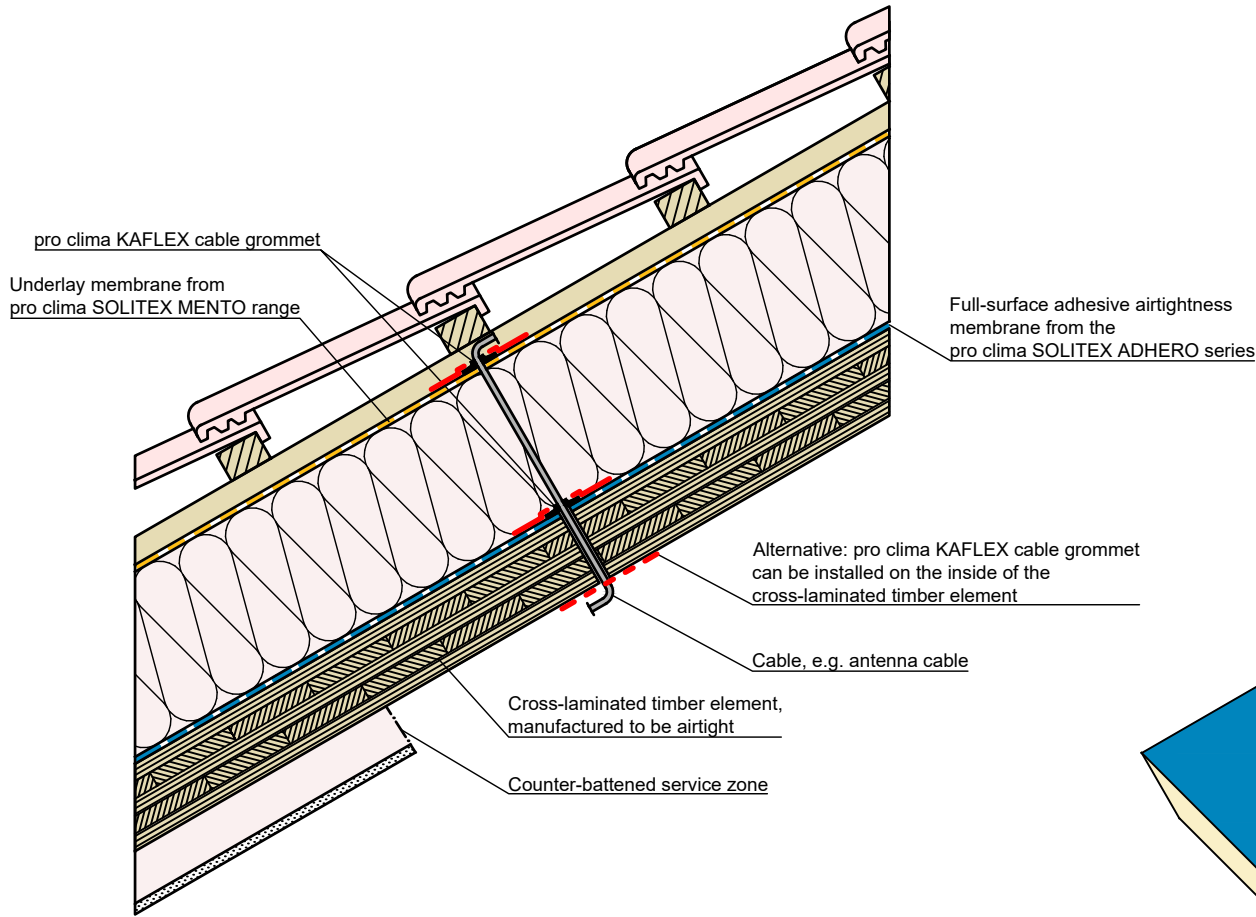 pro clima KAFLEX cable grommet
Underlay membrane from
pro clima SOLITEX MENTO range
Full-surface adhesive airtightness
membrane from the
pro clima SOLITEX ADHERO series
Alternative: pro clima KAFLEX cable grommet
can be installed on the inside of the
cross-laminated timber element
Cable, e.g. antenna cable
Cross-laminated timber element,
manufactured to be airtight
Counter-battened service zone